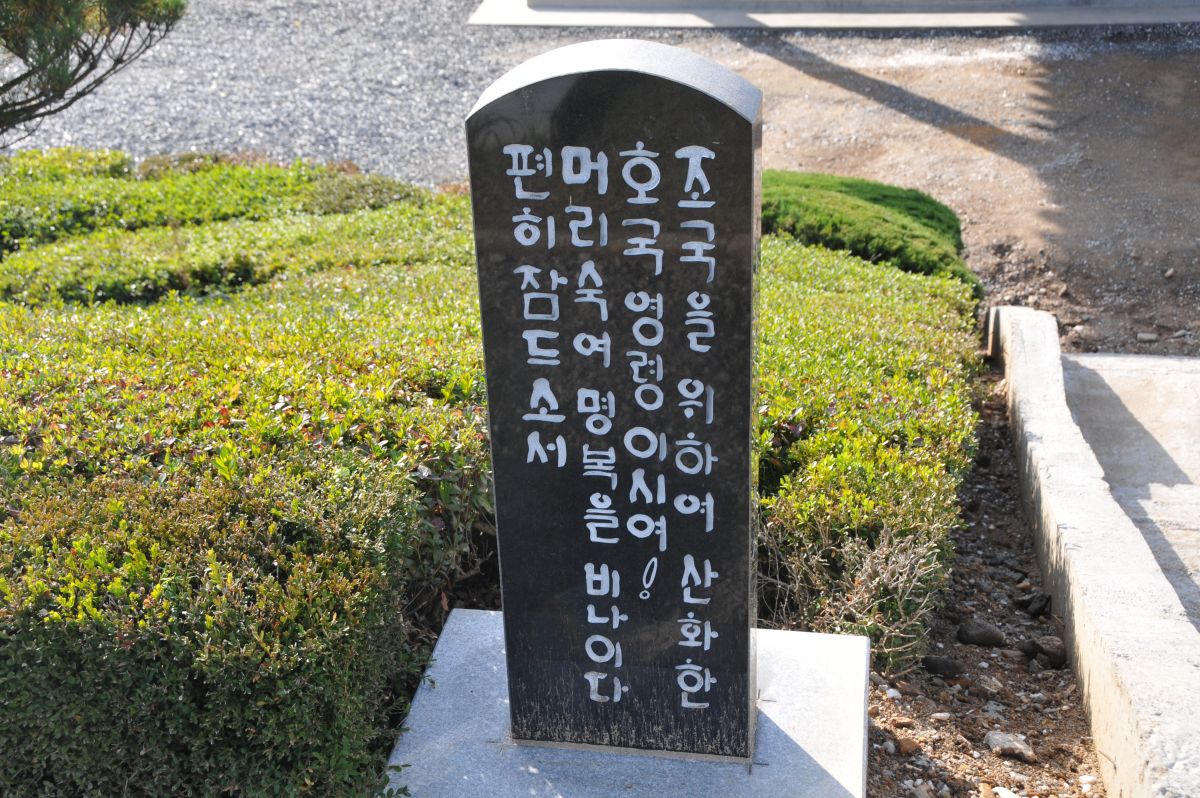 조국을 위하여 산화한
호국 영령이시여!
머리숙여 명복을 비나이다
편히 잠드소서